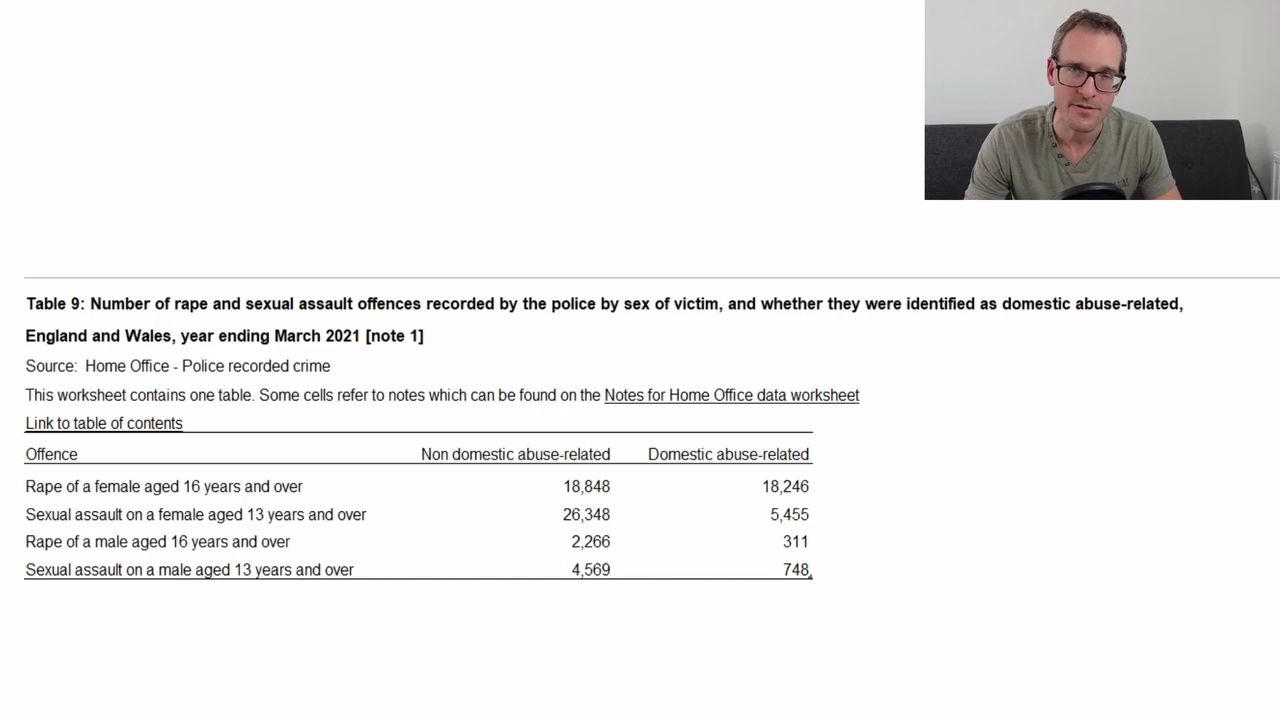 Table 9: Number of rape and sexual assault offences recorded by the police by sex of victim, and whether they were identified as domestic abuse-related,
England and Wales, year ending March 2021 [note 1]
Source: Home Office - Police recorded crime
This worksheet contains one table. Some cells refer to notes which can be found on the Notes for Home Office data worksheet
Link to table of contents
Offence Non domestic abuse-related Domestic abuse-related
Rape of a female aged 16 years and over 18,848 18,246
Sexual assault on a female aged 13 years and over 26,348 5,455
Rape of a male aged 16 years and over 2,266 311
Sexual assault on a male aged 13 years and over 4,569 748